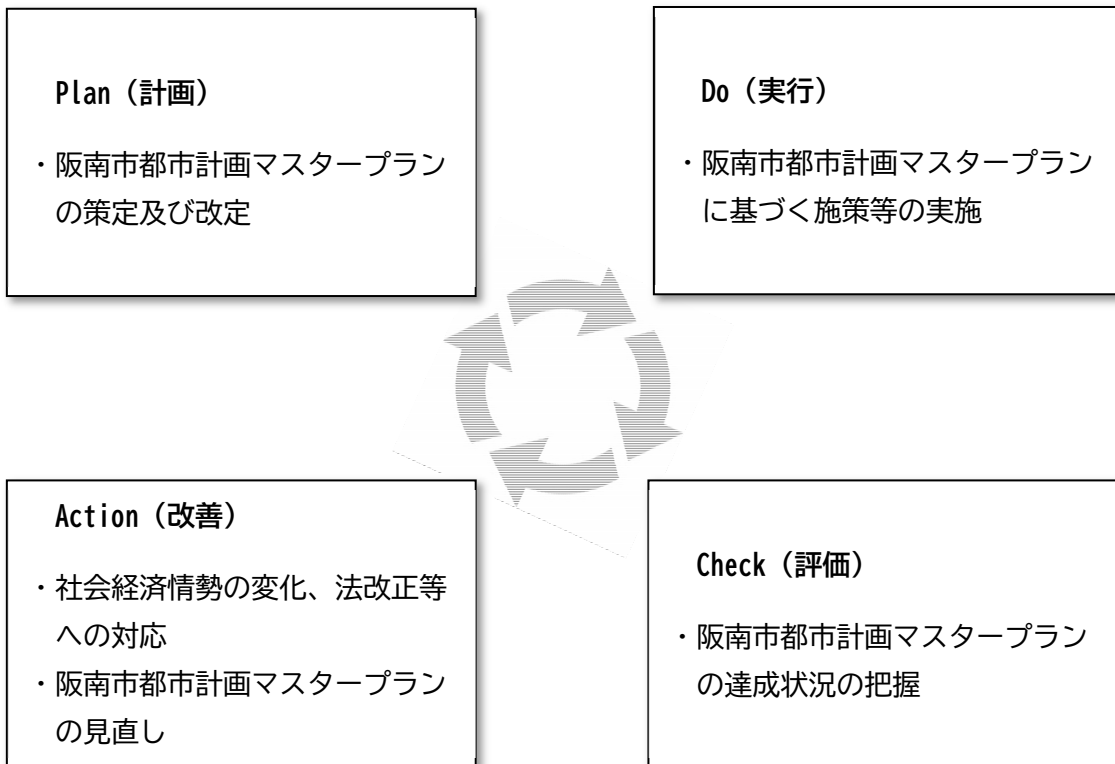 Plan（計画）
・阪南市都市計画マスタープラン
の策定及び改定
Do（実行）
・阪南市都市計画マスタープラン
に基づく施策等の実施
Action（改善）
・社会経済情勢の変化、法改正等
への対応
・阪南市都市計画マスタープラン
の見直し
Check（評価）
・阪南市都市計画マスタープラン
の達成状況の把握